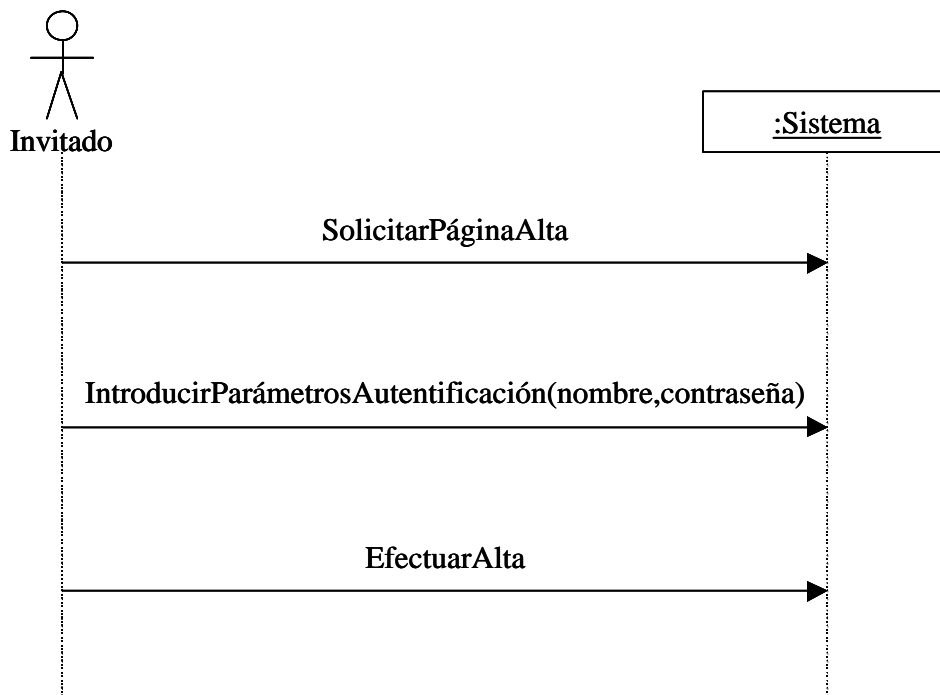 Invitado
:Sistema
SolicitarPáginaAlta
IntroducirParámetrosAutentificación(nombre,contraseña)
EfectuarAlta